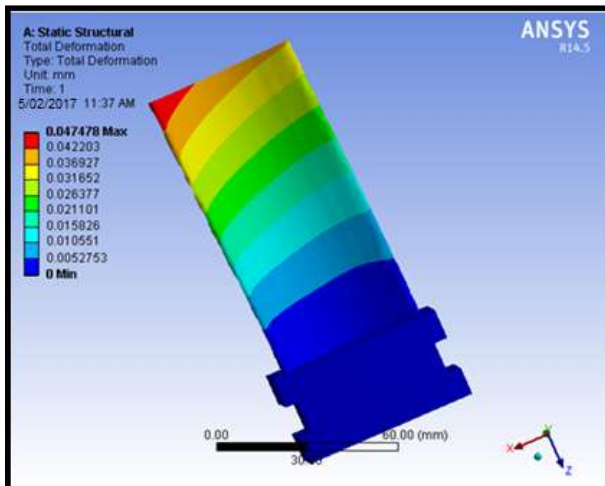 A: Static Structural
Total Deformation
Type: Total Deformation
Unit: mm
Time: 1
5/02/2017 11:37 AM
0.047478 Max
0.042203
0.036927
0.031652
0.026377
0.021101
0.015826
0.010551
0.0052753
0 Min
ANSYS
R14.5
0.00
60.00 (mm)
X
Y
Z